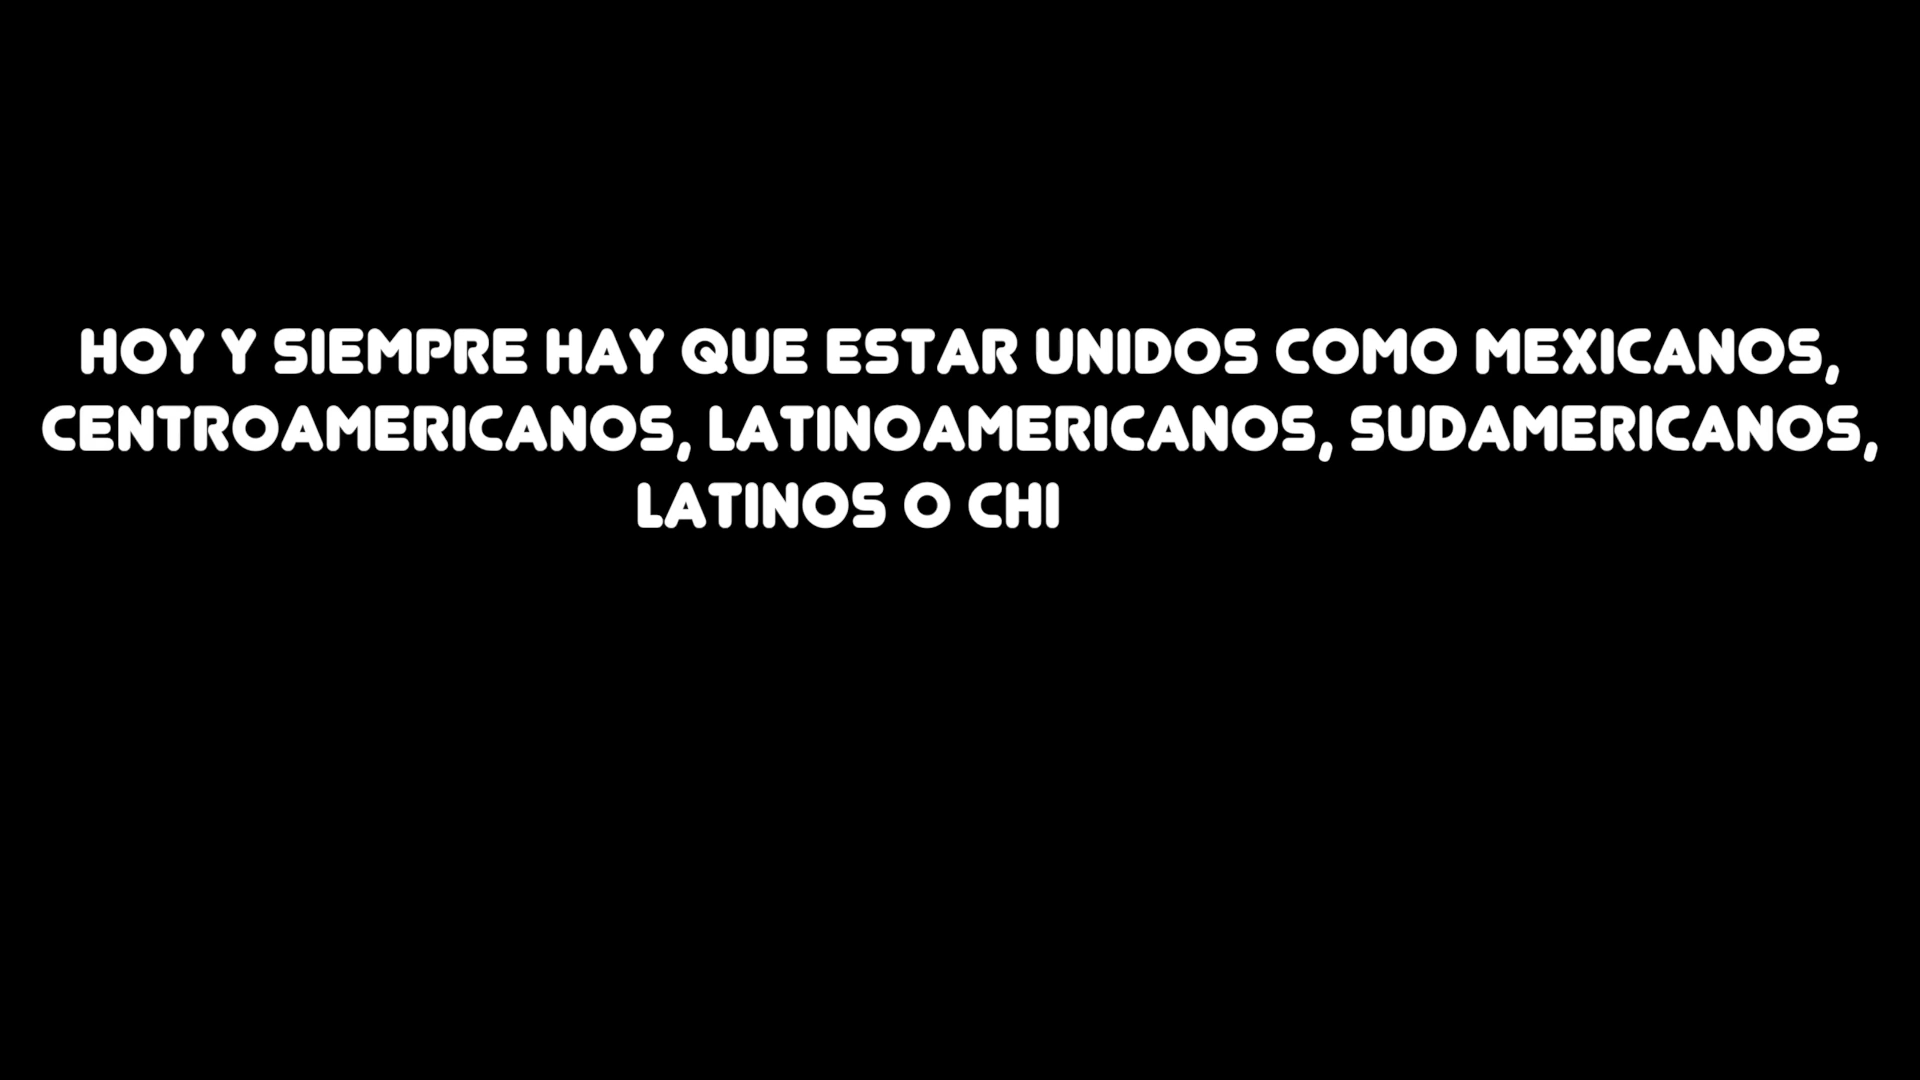 HOY Y SIEMPRE HAY QUE ESTAR UNIDOS COMO MEXICANOS,
CENTROAMERICANOS, LATINOAMERICANOS, SUDAMERICANOS,
LATINOS O CHI